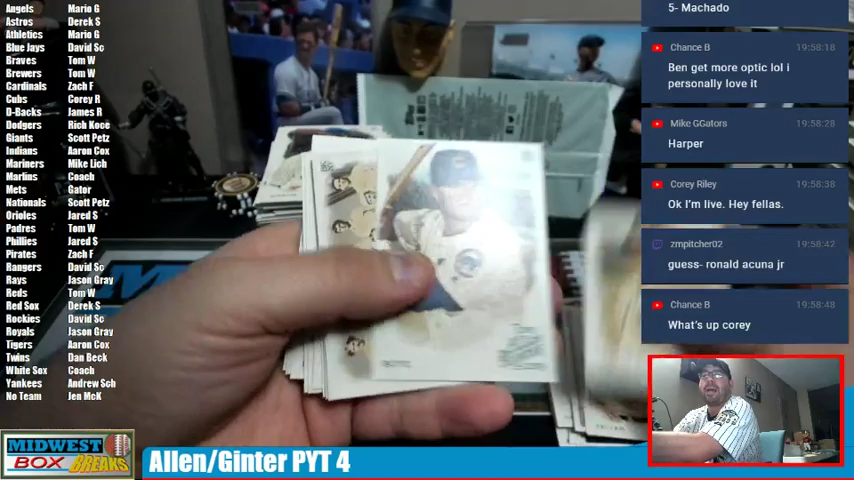 Angels Mario G
Astros Derek S
Athletics Mario G
Blue Jays David Sc
Braves Tom W
Brewers Tom W
Cardinals Zach F
Cubs Corey R
D-Backs James R
Dodgers Rich Koce
Giants Scott Petz
Indians Aaron Cox
Mariners Mike Lich
Marlins Coach
Mets Gator
Nationals Scott Petz
Orioles Jared S
Padres Tom W
Phillies Jared S
Pirates Zach F
Rangers David Sc
Rays Jason Gray
Reds Tom W
Red Sox Derek S
Rockies David Sc
Royals Jason Gray
Tigers Aaron Cox
Twins Dan Beck
White Sox Coach
Yankees Andrew Sch
No Team Jen McK
5- Machado
Chance B 19:58:18
Ben get more optic lol i
personally love it
Mike GGators 19:58:28
Harper
Corey Riley 19:58:38
Ok I'm live. Hey fellas.
zmpitcher02 19:58:42
guess- ronald acuna jr
Chance B 19:58:48
What's up corey
topps
MIDWEST
BOX BREAKS
Allen/Ginter PYT 4